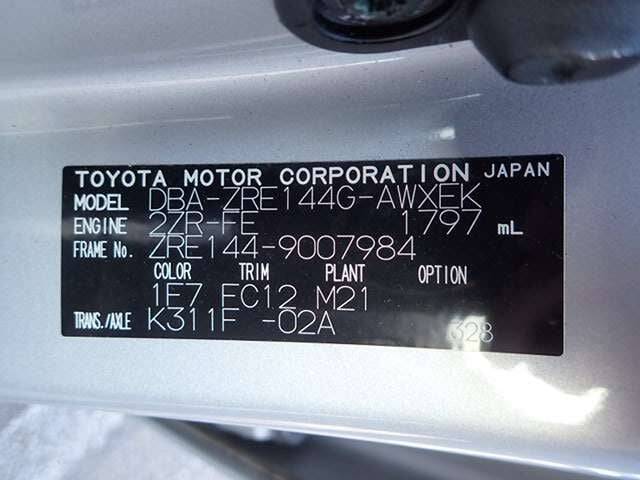 TOYOTA MOTOR CORPORATION JAPAN
MODEL DBA-ZRE144G-AWXEK
ENGINE 2ZR-FE 1797 mL
FRAME No. ZRE144-9007984
COLOR TRIM PLANT OPTION
1E7 FC12 M21
TRANS./AXLE K311F -02A 328